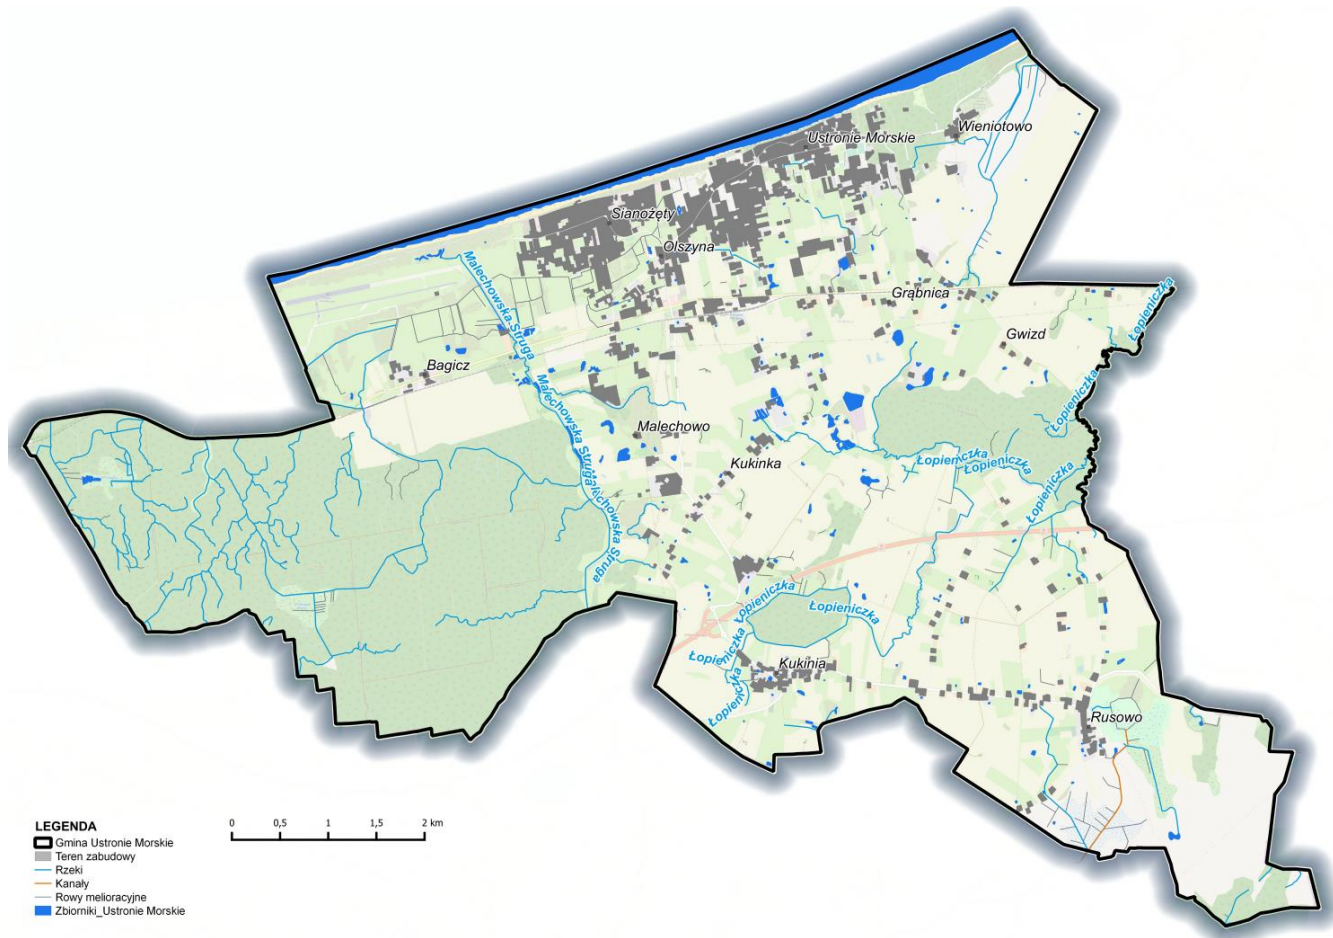 Ustronie Morskie
Wieniotowo
Sianożęty
Olszyna
Malechowska Struga
Grąbnica
Łopieniczka
Gwizd
Bagicz
Malechowska Struga
Łopieniczka
Malechowo
Kukinka
Łopieniczka
Łopieniczka
Malechowska Struga
Łopieniczka
Łopieniczka
Łopieniczka
Łopieniczka
Kukinia
Łopieniczka
Rusowo
LEGENDA
Gmina Ustronie Morskie
Teren zabudowy
Rzeki
Kanały
Rowy melioracyjne
Zbiorniki_Ustronie Morskie
0 0,5 1 1,5 2 km